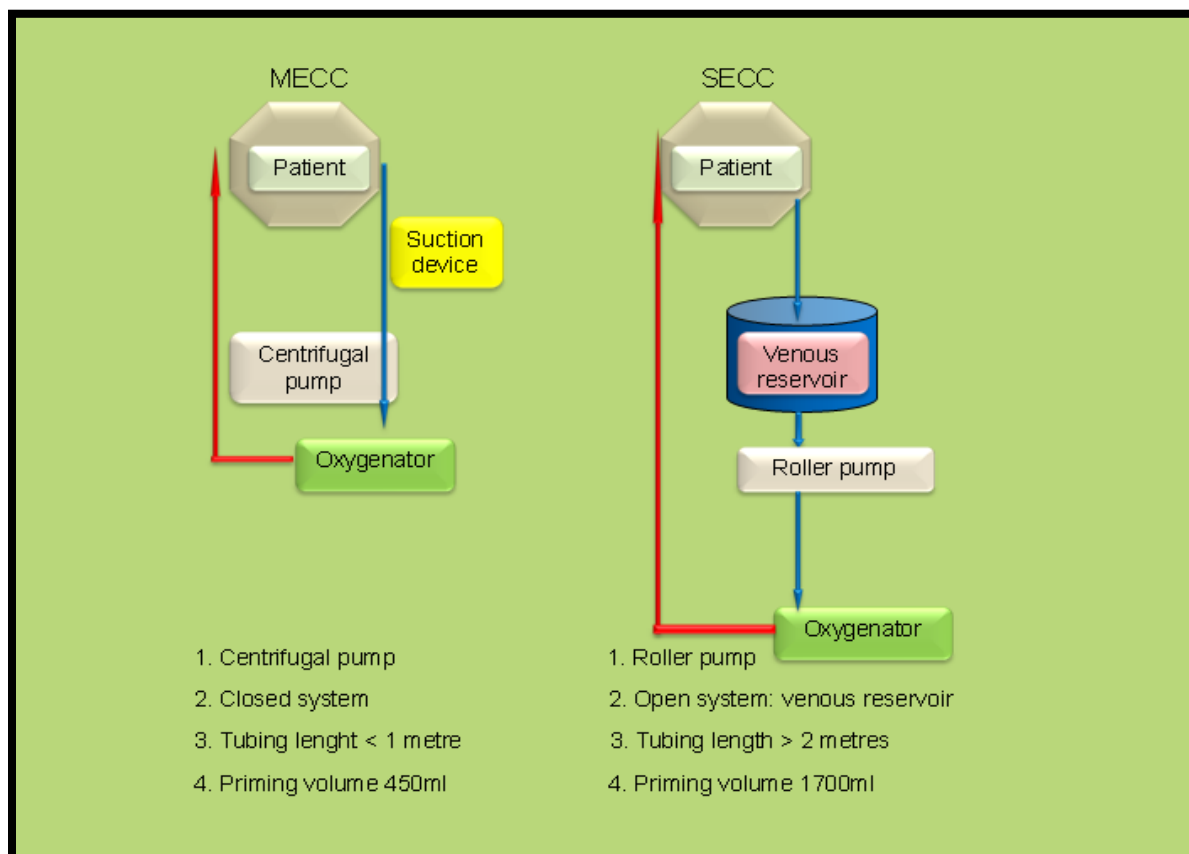 MECC
Patient
Suction
device
Centrifugal
pump
Oxygenator
1. Centrifugal pump
2. Closed system
3. Tubing lenght < 1 metre
4. Priming volume 450ml
SECC
Patient
Venous
reservoir
Roller pump
Oxygenator
1. Roller pump
2. Open system: venous reservoir
3. Tubing length > 2 metres
4. Priming volume 1700ml